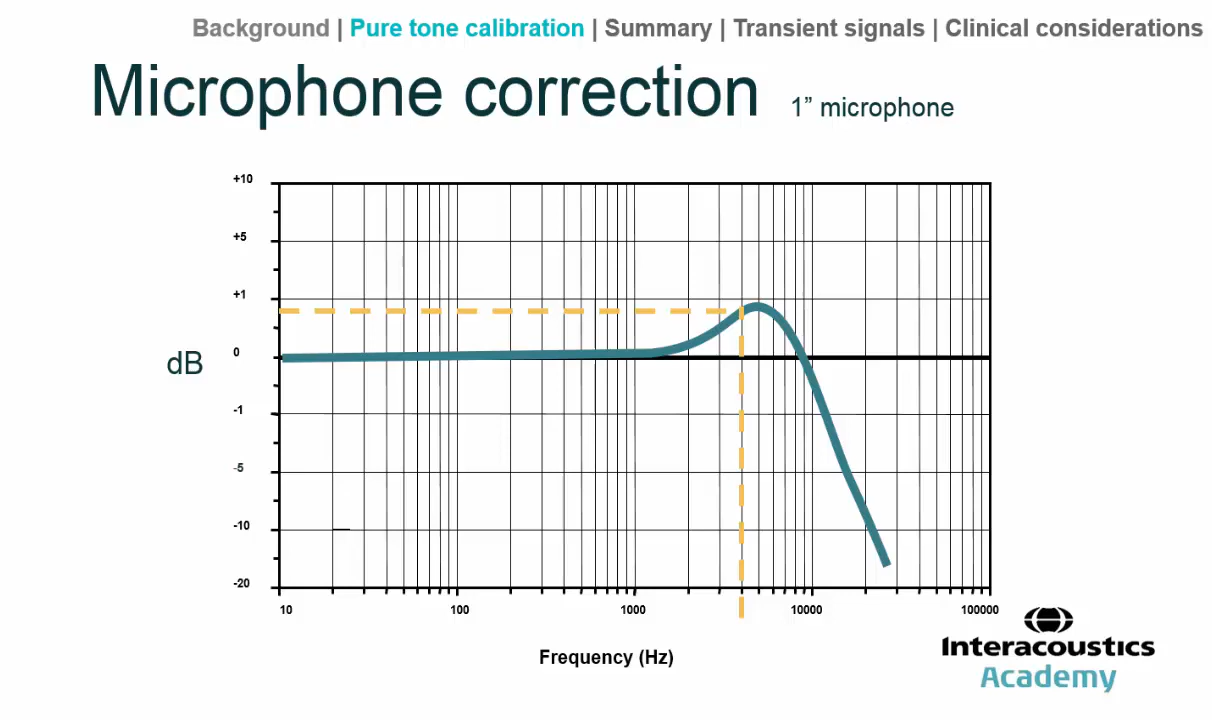 Background | Pure tone calibration | Summary | Transient signals | Clinical considerations
Microphone correction 1” microphone
+10
+5
+1
0
-1
-5
-10
-20
dB
10 100 1000 10000 100000
Frequency (Hz)
Interacoustics
Academy